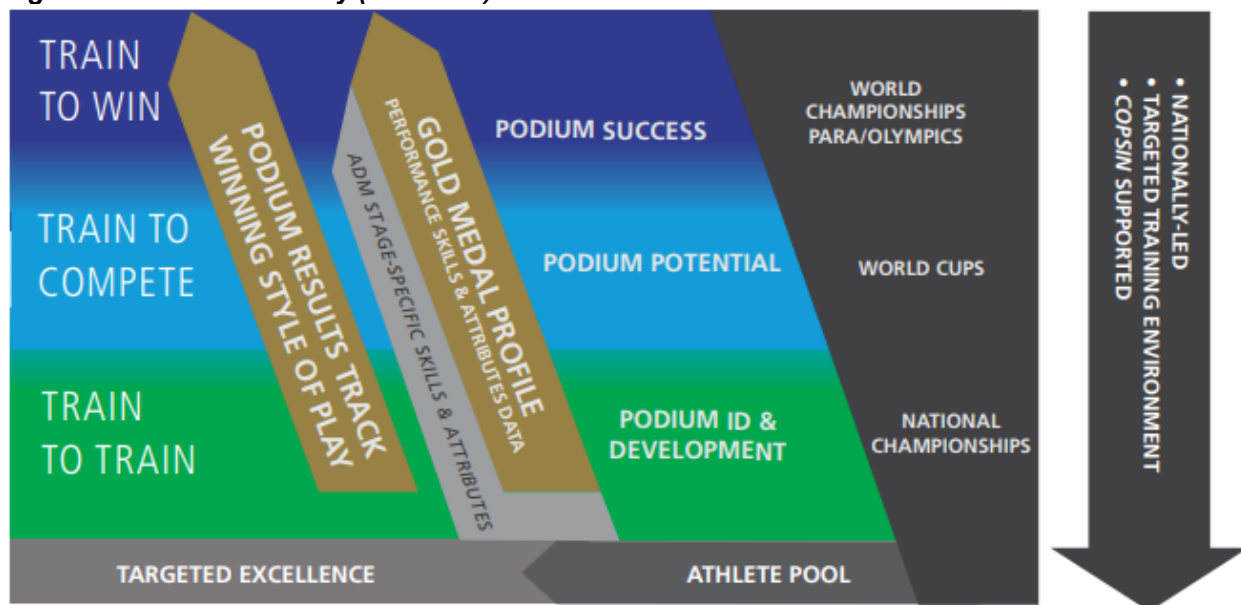 TRAIN
TO WIN
PODIUM RESULTS TRACK
WINNING STYLE OF PLAY
ADM STAGE-SPECIFIC SKILLS & ATTRIBUTES
GOLD MEDAL PROFILE
PERFORMANCE SKILLS & ATTRIBUTES DATA
PODIUM SUCCESS
WORLD
CHAMPIONSHIPS
PARA/OLYMPICS
TRAIN TO
COMPETE
PODIUM POTENTIAL
WORLD CUPS
TRAIN
TO TRAIN
PODIUM ID &
DEVELOPMENT
NATIONAL
CHAMPIONSHIPS
TARGETED EXCELLENCE
ATHLETE POOL
• NATIONALLY-LED
• TARGETED TRAINING ENVIRONMENT
• COPSIN SUPPORTED